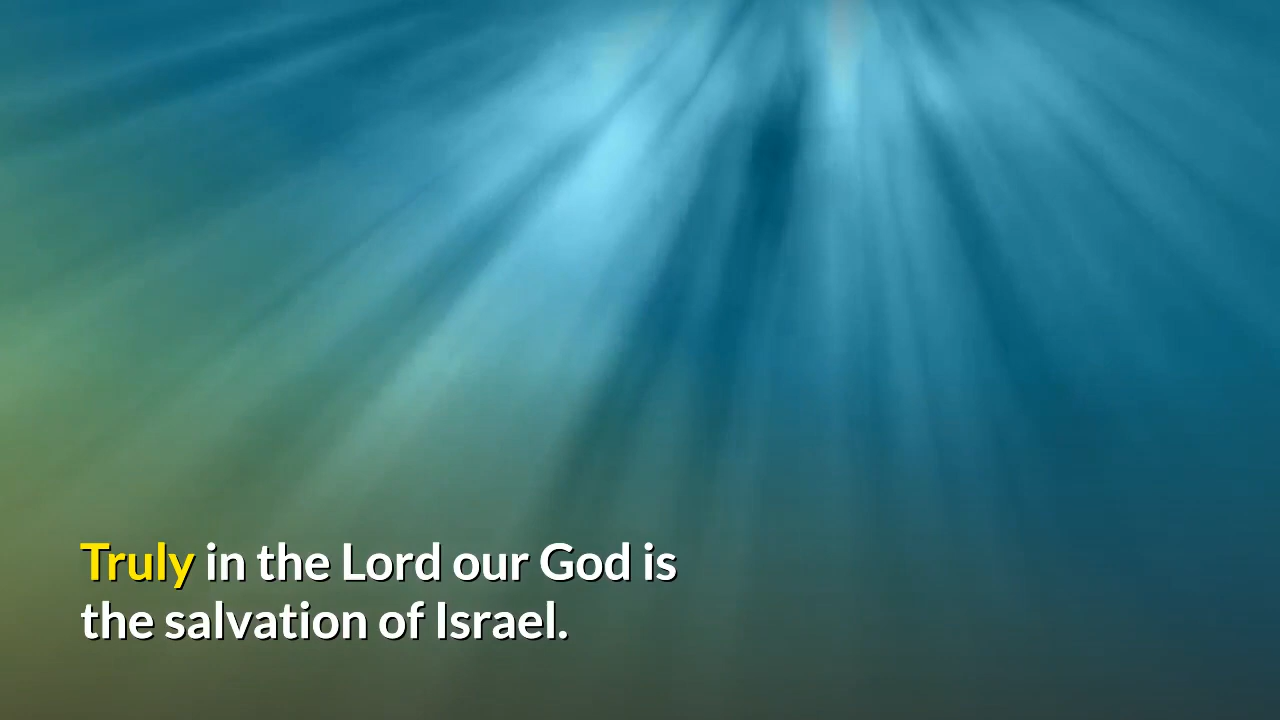 Truly in the Lord our God is
the salvation of Israel.